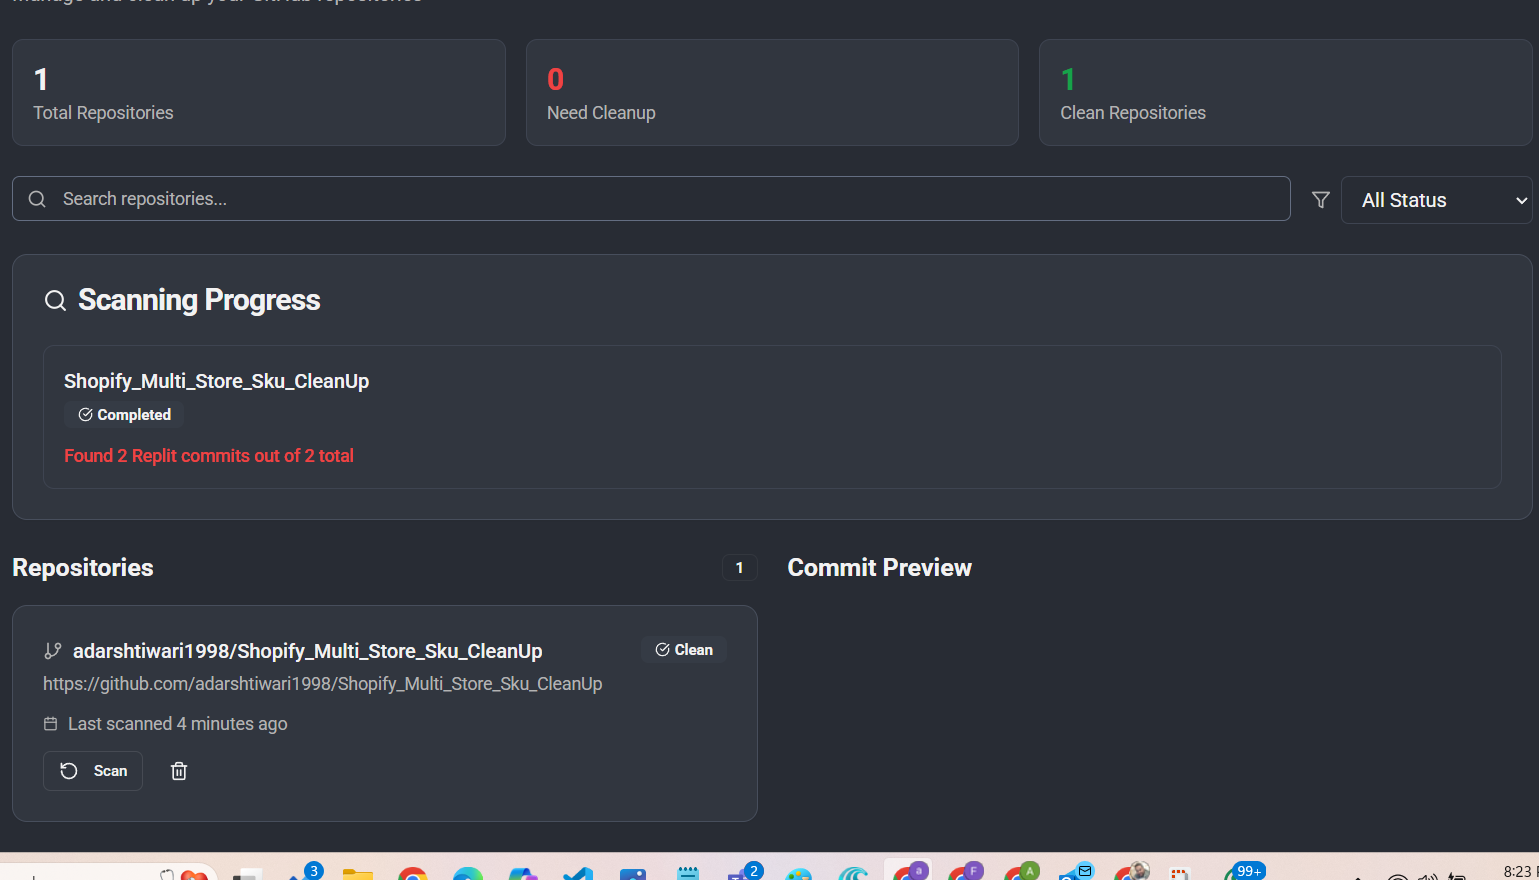 1
Total Repositories
0
Need Cleanup
1
Clean Repositories
Search repositories...
All Status
Scanning Progress
Shopify_Multi_Store_Sku_CleanUp
Completed
Found 2 Replit commits out of 2 total
Repositories
1
Commit Preview
adarshtiwari1998/Shopify_Multi_Store_Sku_CleanUp
Clean
https://github.com/adarshtiwari1998/Shopify_Multi_Store_Sku_CleanUp
Last scanned 4 minutes ago
Scan
3
2
a
F
A
99+
8:23